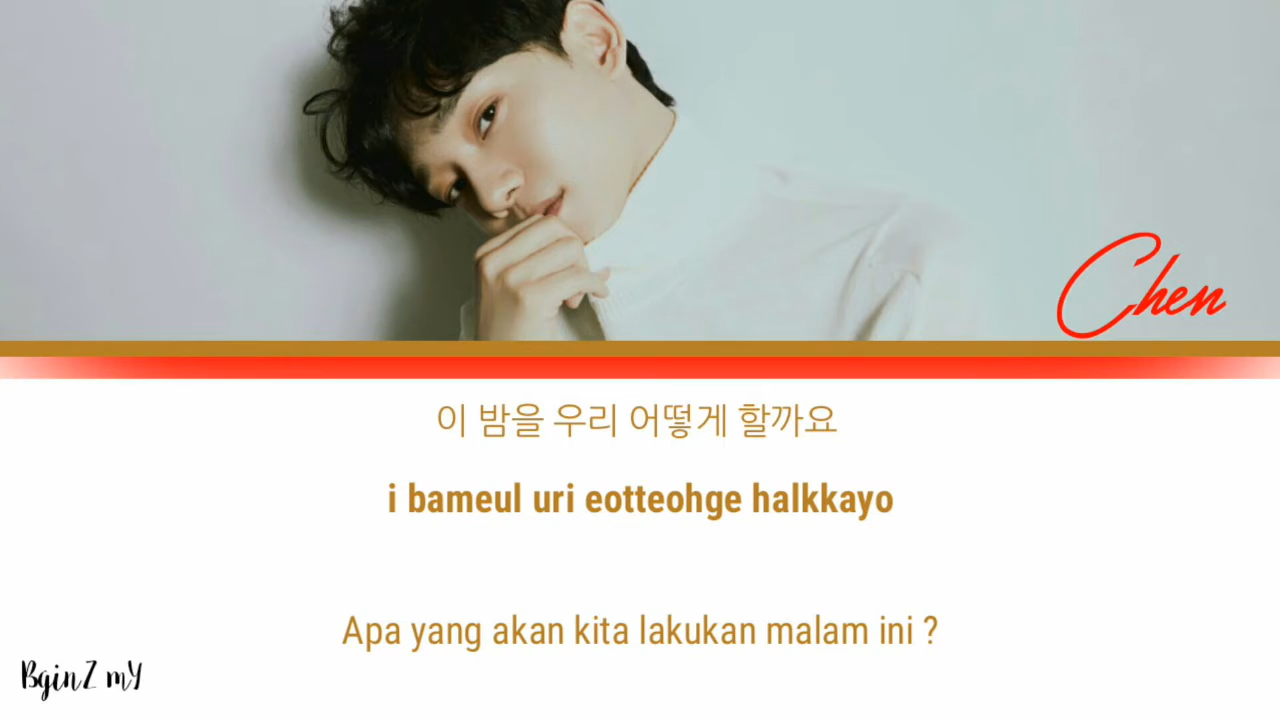 Chen
이 밤을 우리 어떻게 할까요
i bameul uri eotteohge halkkayo
Apa yang akan kita lakukan malam ini ?
BginZ mY